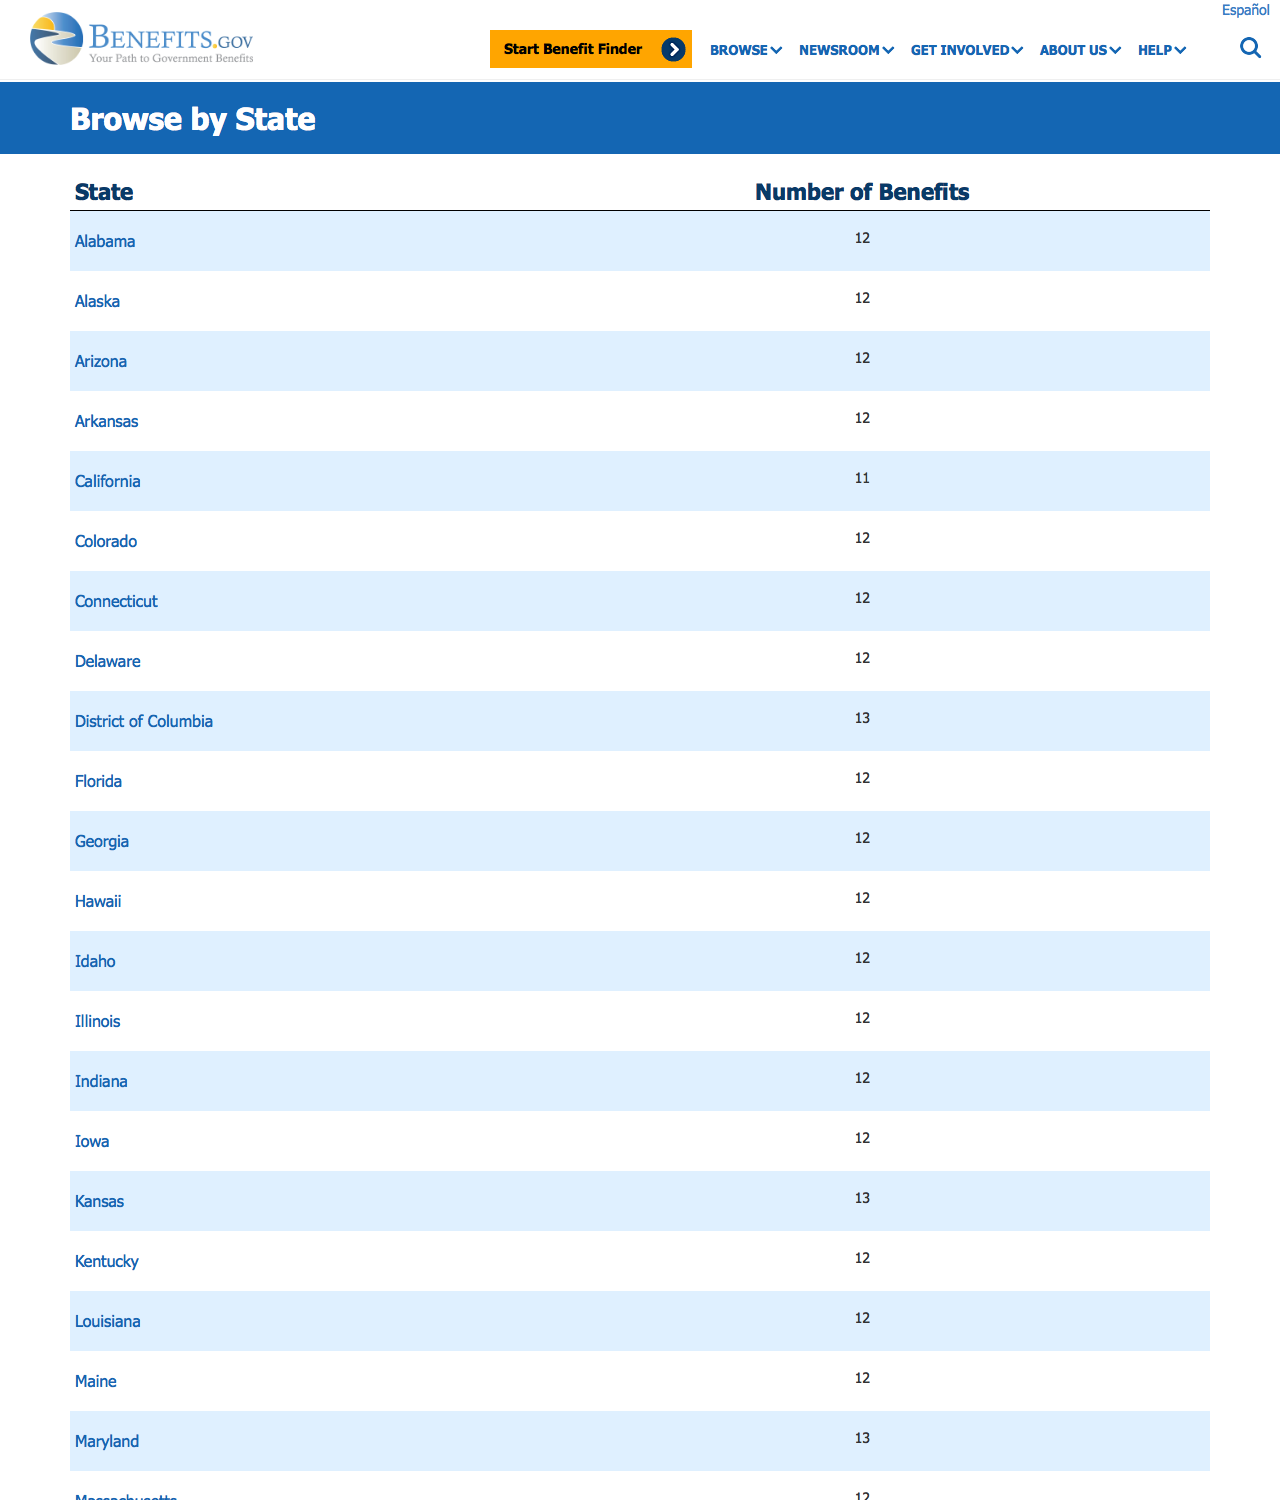 Español
BENEFITS.GOV
Your Path to Government Benefits
Start Benefit Finder
BROWSE NEWSROOM GET INVOLVED ABOUT US HELP
Browse by State
State Number of Benefits
Alabama 12
Alaska 12
Arizona 12
Arkansas 12
California 11
Colorado 12
Connecticut 12
Delaware 12
District of Columbia 13
Florida 12
Georgia 12
Hawaii 12
Idaho 12
Illinois 12
Indiana 12
Iowa 12
Kansas 13
Kentucky 12
Louisiana 12
Maine 12
Maryland 13
Massachusetts 12